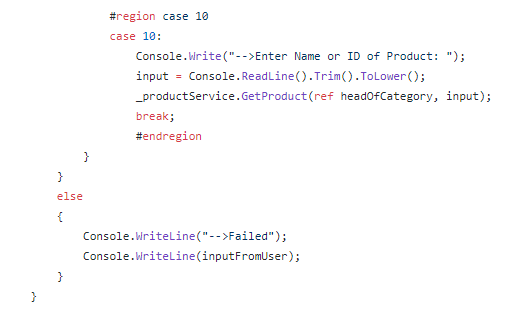 #region case 10
case 10:
Console.Write("-->Enter Name or ID of Product: ");
input = Console.ReadLine().Trim().ToLower();
_productService.GetProduct(ref headOfCategory, input);
break;
#endregion
}
}
else
{
Console.WriteLine("-->Failed");
Console.WriteLine(inputFromUser);
}
}